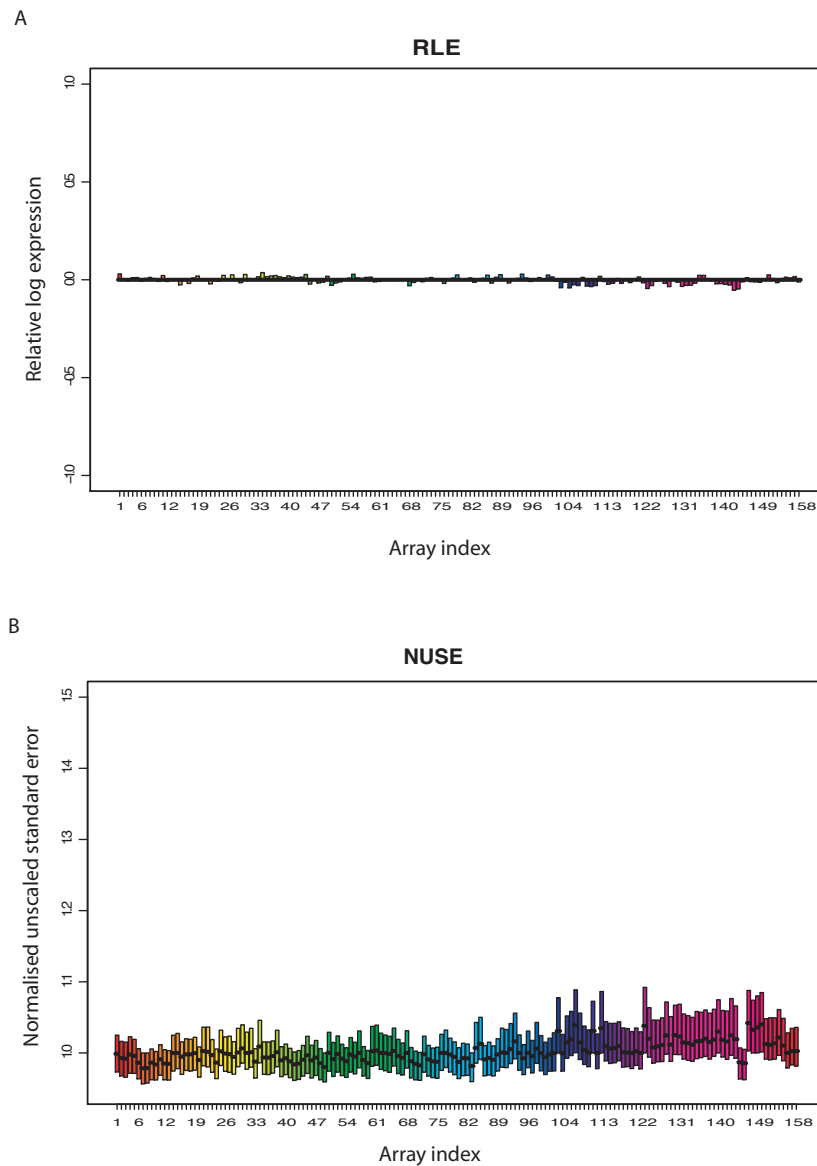 A
RLE
Relative log expression
1.0
0.5
0.0
−0.5
−1.0
1 6 12 19 26 33 40 47 54 61 68 75 82 89 96 104 113 122 131 140 149 158
Array index
B
NUSE
Normalised unscaled standard error
1.5
1.4
1.3
1.2
1.1
1.0
1 6 12 19 26 33 40 47 54 61 68 75 82 89 96 104 113 122 131 140 149 158
Array index